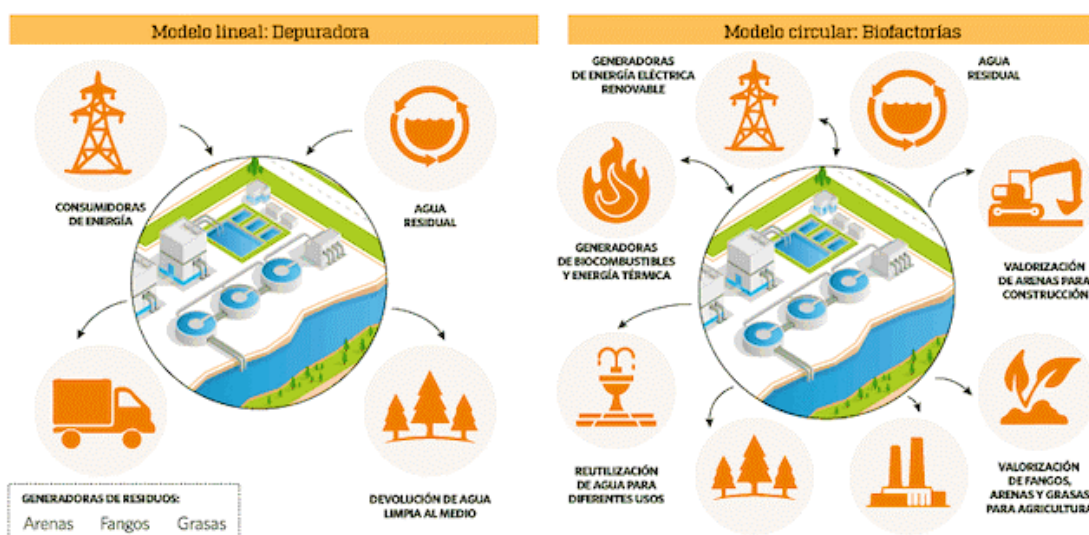 Modelo lineal: Depuradora
CONSUMIDORAS
DE ENERGÍA
AGUA
RESIDUAL
GENERADORAS DE RESIDUOS:
Arenas Fangos Grasas
DEVOLUCIÓN DE AGUA
LIMPIA AL MEDIO
Modelo circular: Biofactorías
GENERADORAS
DE ENERGÍA ELÉCTRICA
RENOVABLE
AGUA
RESIDUAL
GENERADORAS
DE BIOCOMBUSTIBLES
Y ENERGÍA TÉRMICA
VALORIZACIÓN
DE ARENAS PARA
CONSTRUCCIÓN
REUTILIZACIÓN
DE AGUA PARA
DIFERENTES USOS
VALORIZACIÓN
DE FANGOS,
ARENAS Y GRASAS
PARA AGRICULTURA